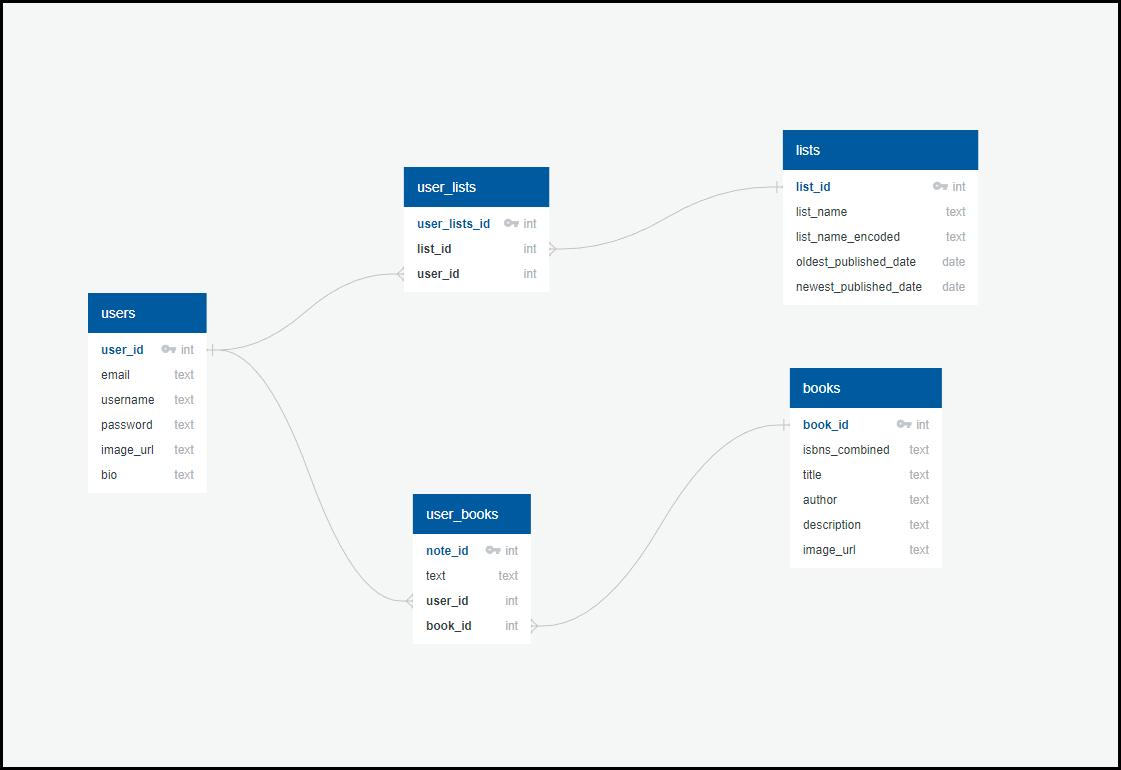 users
user_id int
email text
username text
password text
image_url text
bio text
user_lists
user_lists_id int
list_id int
user_id int
user_books
note_id int
text text
user_id int
book_id int
lists
list_id int
list_name text
list_name_encoded text
oldest_published_date date
newest_published_date date
books
book_id int
isbns_combined text
title text
author text
description text
image_url text